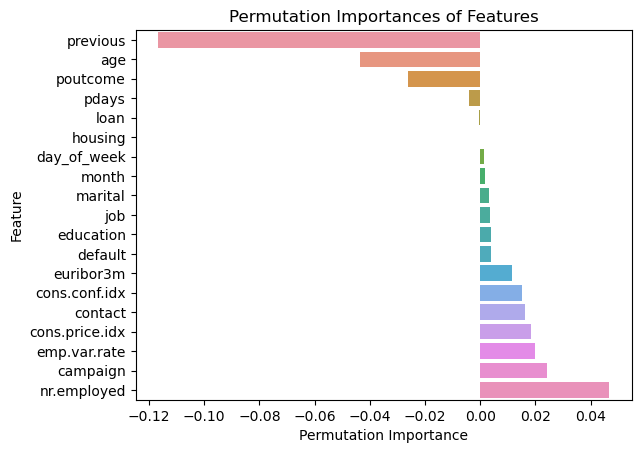 Permutation Importances of Features
previous
age
poutcome
pdays
loan
housing
day_of_week
month
marital
job
education
default
euribor3m
cons.conf.idx
contact
cons.price.idx
emp.var.rate
campaign
nr.employed
Feature
−0.12 −0.10 −0.08 −0.06 −0.04 −0.02 0.00 0.02 0.04
Permutation Importance